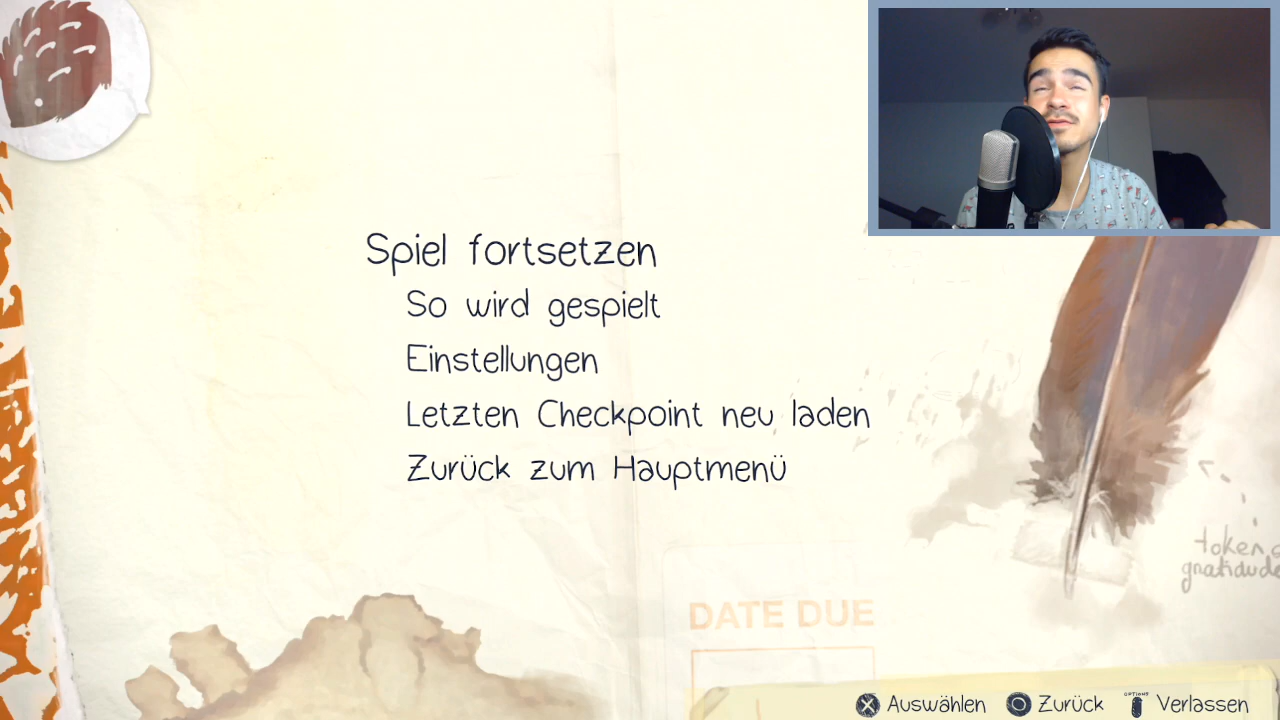 Spiel fortsetzen
So wird gespielt
Einstellungen
Letzten Checkpoint neu laden
Zurück zum Hauptmenü
token o
gratitude
DATE DUE
Auswählen
Zurück
OPTIONS
Verlassen